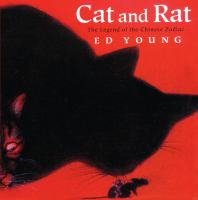 Cat and Rat
The Legend of the Chinese Zodiac
ED YOUNG